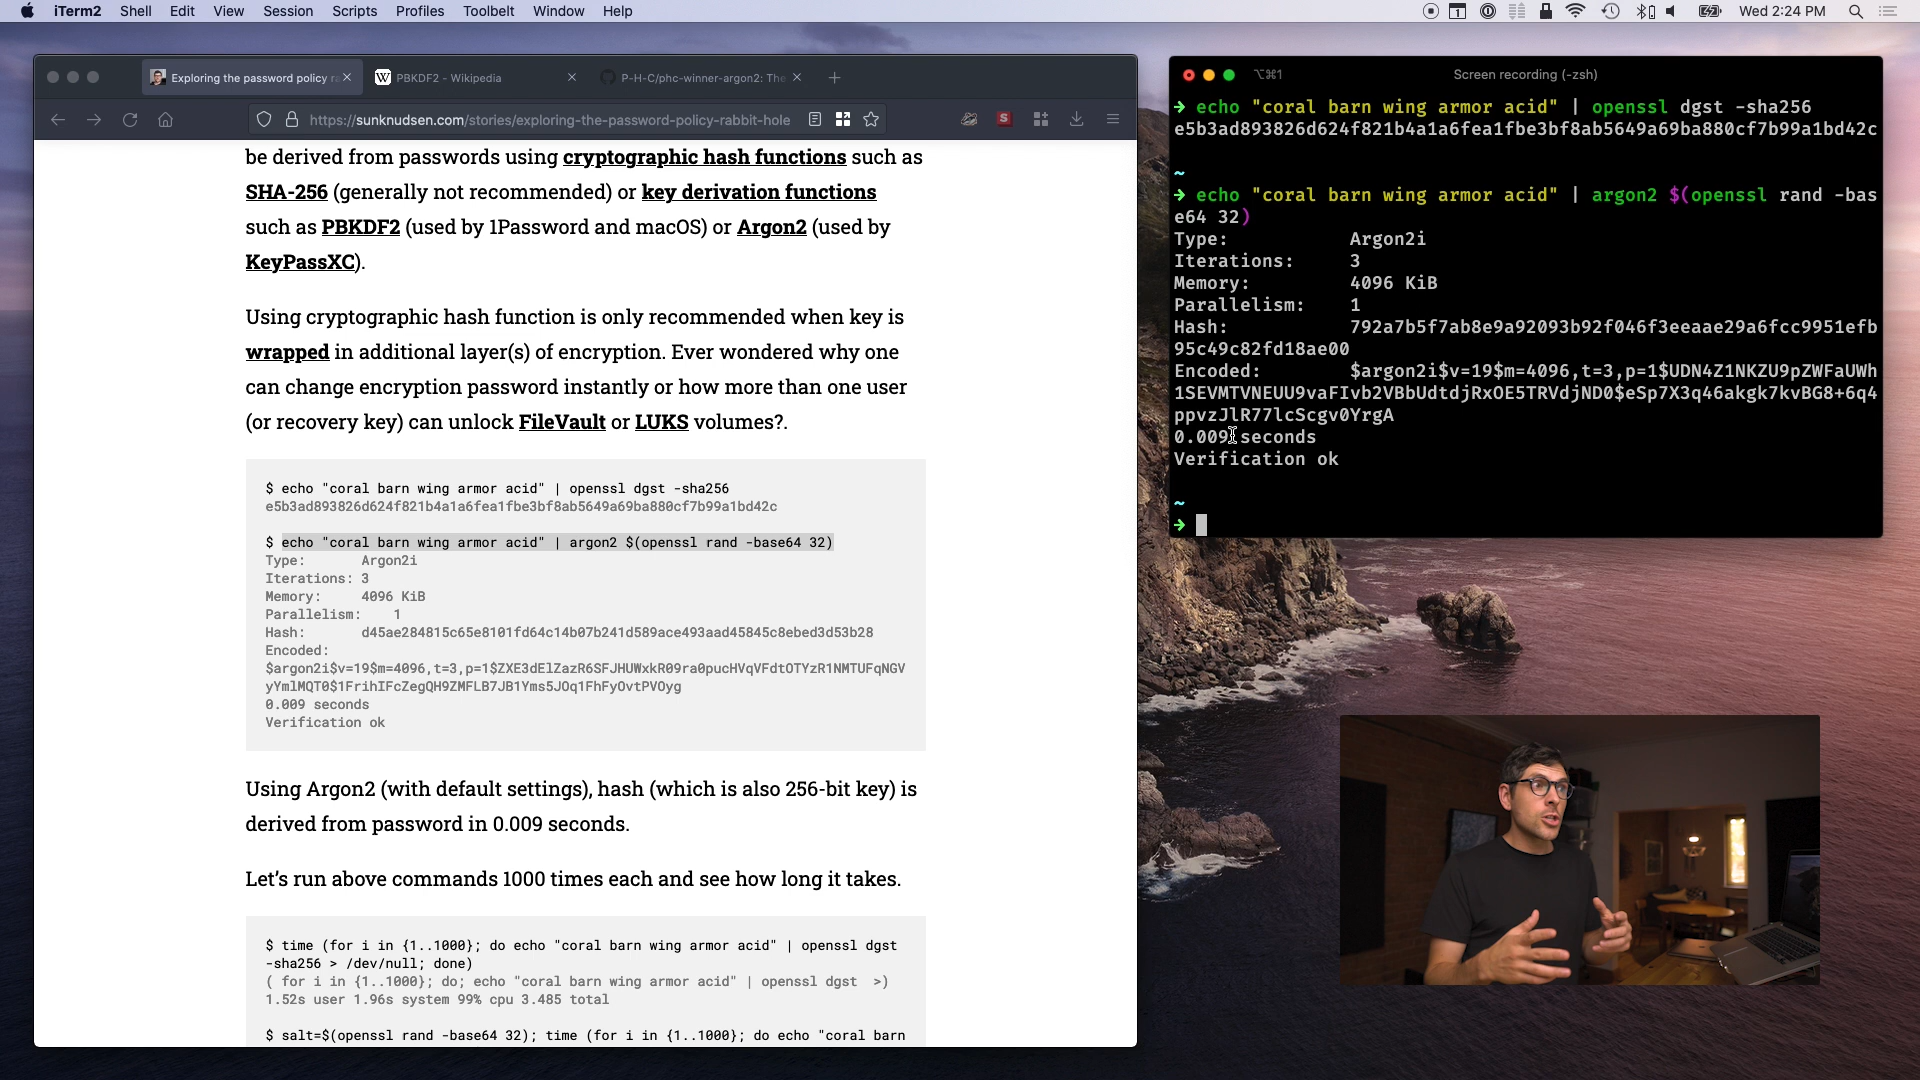 iTerm2 Shell Edit View Session Scripts Profiles Toolbelt Window Help
1 Wed 2:24 PM
Exploring the password policy ra
W PBKDF2 - Wikipedia
P-H-C/phc-winner-argon2: The
https://sunknudsen.com/stories/exploring-the-password-policy-rabbit-hole
S
be derived from passwords using cryptographic hash functions such as
SHA-256 (generally not recommended) or key derivation functions
such as PBKDF2 (used by 1Password and macOS) or Argon2 (used by
KeyPassXC).
Using cryptographic hash function is only recommended when key is
wrapped in additional layer(s) of encryption. Ever wondered why one
can change encryption password instantly or how more than one user
(or recovery key) can unlock FileVault or LUKS volumes?.
$ echo "coral barn wing armor acid" | openssl dgst -sha256
e5b3ad893826d624f821b4a1a6fea1fbe3bf8ab5649a69ba880cf7b99a1bd42c
$ echo "coral barn wing armor acid" | argon2 $(openssl rand -base64 32)
Type: Argon2i
Iterations: 3
Memory: 4096 KiB
Parallelism: 1
Hash: d45ae284815c65e8101fd64c14b07b241d589ace493aad45845c8ebed3d53b28
Encoded:
$argon2i$v=19$m=4096,t=3,p=1$ZXE3dElZazR6SFJHUWxkR09ra0pucHVqVFdtOTYzR1NMTUFqNGV
yYmlMQT0$1FrihIFcZegQH9ZMFLB7JB1Yms5JOq1FhFyOvtPVOyg
0.009 seconds
Verification ok
Using Argon2 (with default settings), hash (which is also 256-bit key) is
derived from password in 0.009 seconds.
Let's run above commands 1000 times each and see how long it takes.
$ time (for i in {1..1000}; do echo "coral barn wing armor acid" | openssl dgst
-sha256 > /dev/null; done)
( for i in {1..1000}; do; echo "coral barn wing armor acid" | openssl dgst >)
1.52s user 1.96s system 99% cpu 3.485 total
$ salt=$(openssl rand -base64 32); time (for i in {1..1000}; do echo "coral barn
⌥⌘1 Screen recording (-zsh)
➜ echo "coral barn wing armor acid" | openssl dgst -sha256
e5b3ad893826d624f821b4a1a6fea1fbe3bf8ab5649a69ba880cf7b99a1bd42c
~
➜ echo "coral barn wing armor acid" | argon2 $(openssl rand -bas
e64 32)
Type: Argon2i
Iterations: 3
Memory: 4096 KiB
Parallelism: 1
Hash: 792a7b5f7ab8e9a92093b92f046f3eeaae29a6fcc9951efb
95c49c82fd18ae00
Encoded: $argon2i$v=19$m=4096,t=3,p=1$UDN4Z1NKZU9pZWFaUWh
1SEVMTVNEUU9vaFIvb2VBbUdtdjRxOE5TRVdjND0$eSp7X3q46akgk7kvBG8+6q4
ppvzJlR77lcScgv0YrgA
0.009 seconds
Verification ok
~
➜